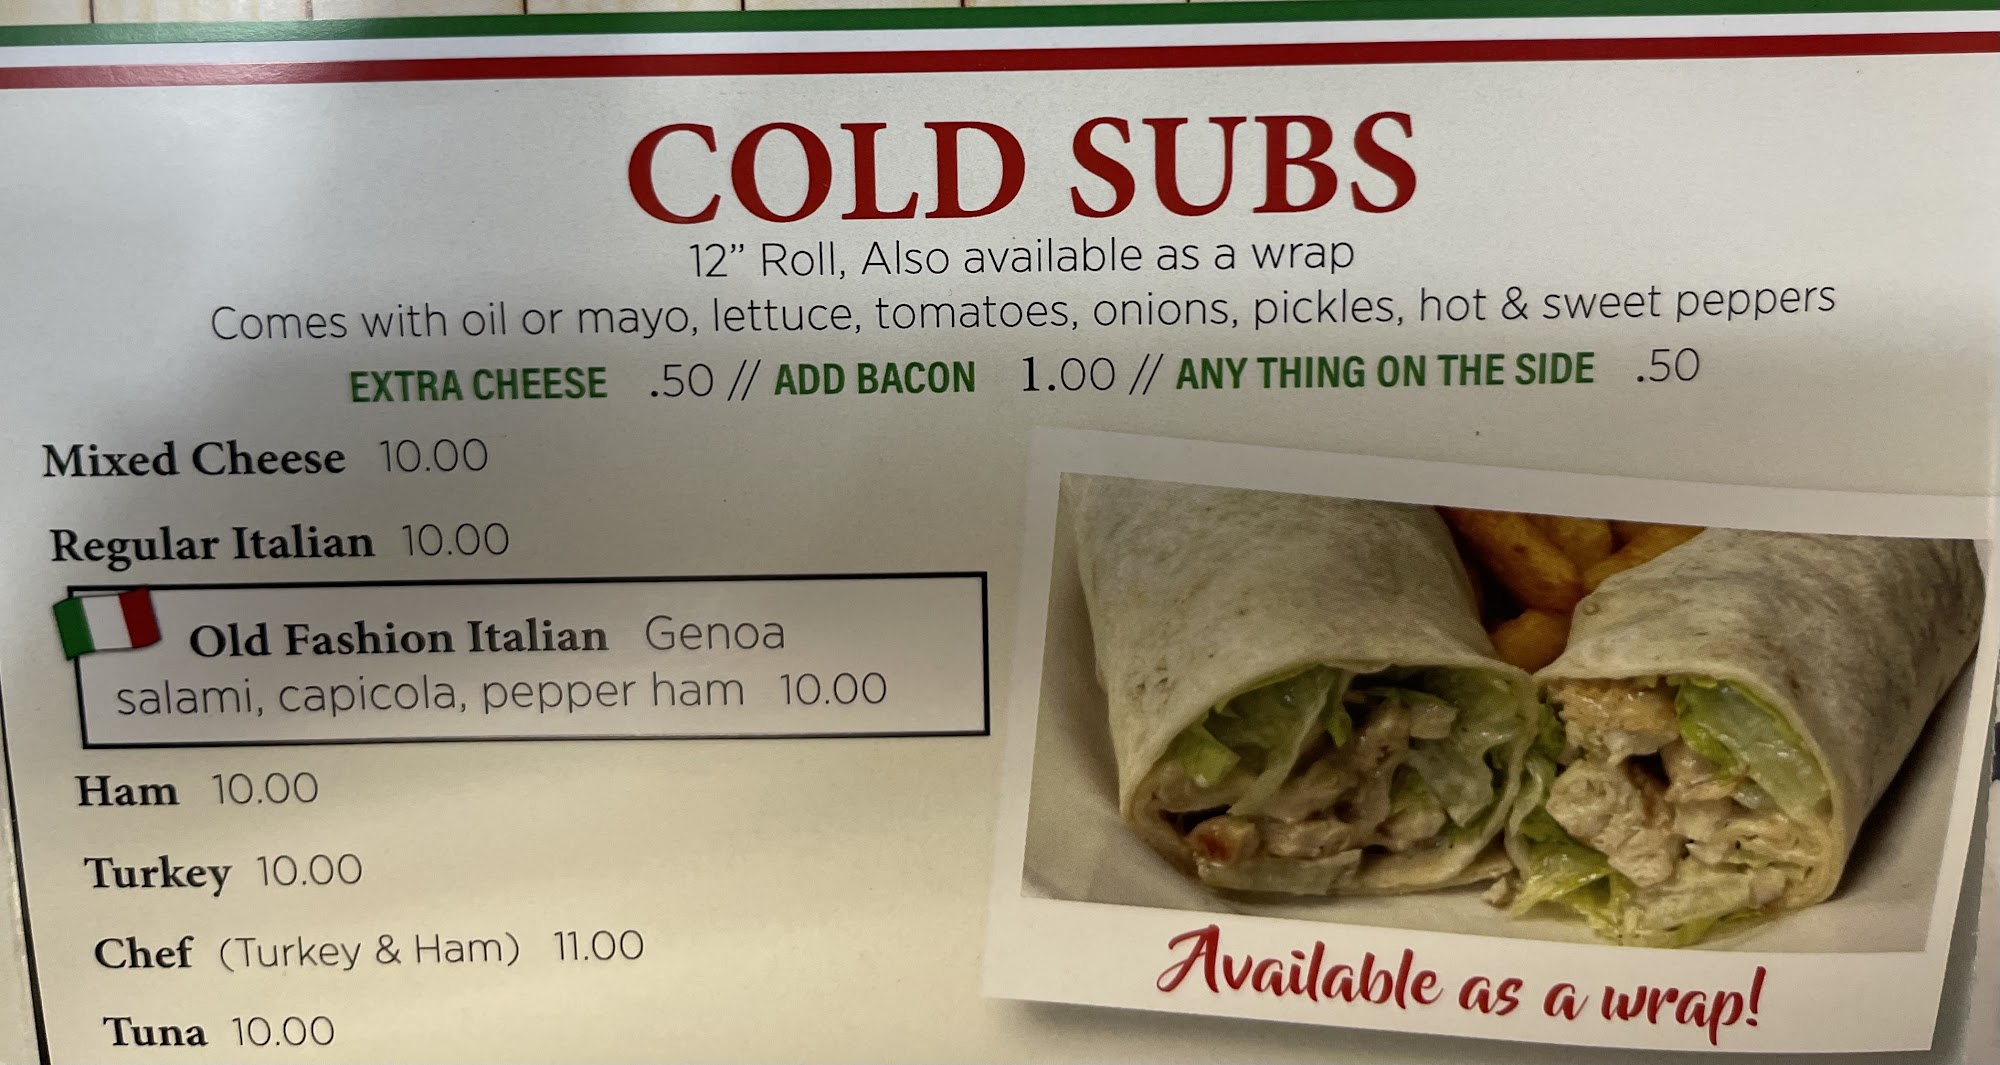 COLD SUBS
12” Roll, Also available as a wrap
Comes with oil or mayo, lettuce, tomatoes, onions, pickles, hot & sweet peppers
EXTRA CHEESE .50 // ADD BACON 1.00 // ANY THING ON THE SIDE .50
Mixed Cheese 10.00
Regular Italian 10.00
Old Fashion Italian Genoa
salami, capicola, pepper ham 10.00
Ham 10.00
Turkey 10.00
Chef (Turkey & Ham) 11.00
Tuna 10.00
Available as a wrap!